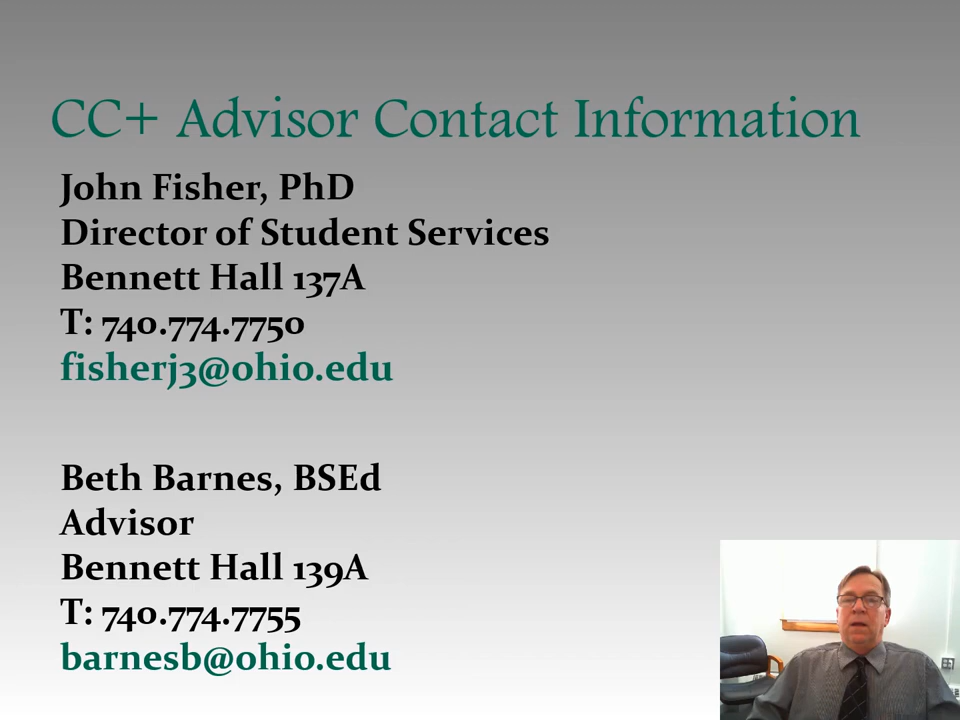 CC+ Advisor Contact Information
John Fisher, PhD
Director of Student Services
Bennett Hall 137A
T: 740.774.7750
fisherj3@ohio.edu
Beth Barnes, BSEd
Advisor
Bennett Hall 139A
T: 740.774.7755
barnesb@ohio.edu